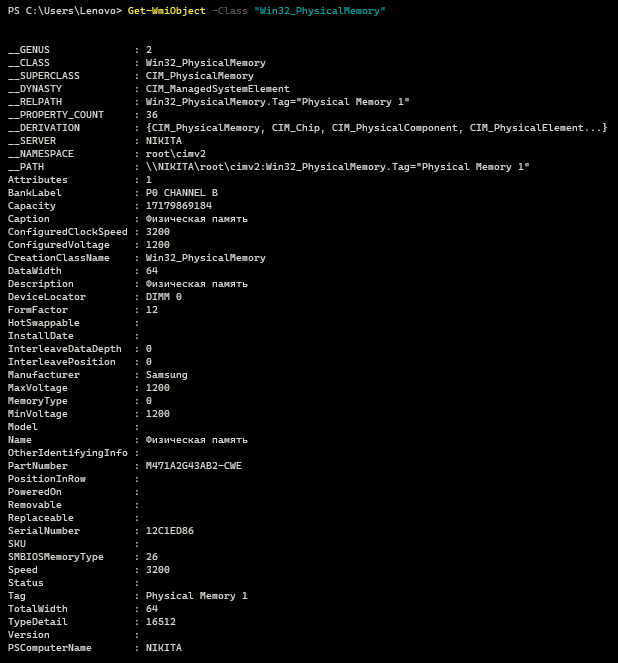 PS C:\Users\Lenovo> Get-WmiObject -Class "Win32_PhysicalMemory"
__GENUS : 2
__CLASS : Win32_PhysicalMemory
__SUPERCLASS : CIM_PhysicalMemory
__DYNASTY : CIM_ManagedSystemElement
__RELPATH : Win32_PhysicalMemory.Tag="Physical Memory 1"
__PROPERTY_COUNT : 36
__DERIVATION : {CIM_PhysicalMemory, CIM_Chip, CIM_PhysicalComponent, CIM_PhysicalElement...}
__SERVER : NIKITA
__NAMESPACE : root\cimv2
__PATH : \\NIKITA\root\cimv2:Win32_PhysicalMemory.Tag="Physical Memory 1"
Attributes : 1
BankLabel : P0 CHANNEL B
Capacity : 17179869184
Caption : Физическая память
ConfiguredClockSpeed : 3200
ConfiguredVoltage : 1200
CreationClassName : Win32_PhysicalMemory
DataWidth : 64
Description : Физическая память
DeviceLocator : DIMM 0
FormFactor : 12
HotSwappable :
InstallDate :
InterleaveDataDepth : 0
InterleavePosition : 0
Manufacturer : Samsung
MaxVoltage : 1200
MemoryType : 0
MinVoltage : 1200
Model :
Name : Физическая память
OtherIdentifyingInfo :
PartNumber : M471A2G43AB2-CWE
PositionInRow :
PoweredOn :
Removable :
Replaceable :
SerialNumber : 12C1ED86
SKU :
SMBIOSMemoryType : 26
Speed : 3200
Status :
Tag : Physical Memory 1
TotalWidth : 64
TypeDetail : 16512
Version :
PSComputerName : NIKITA